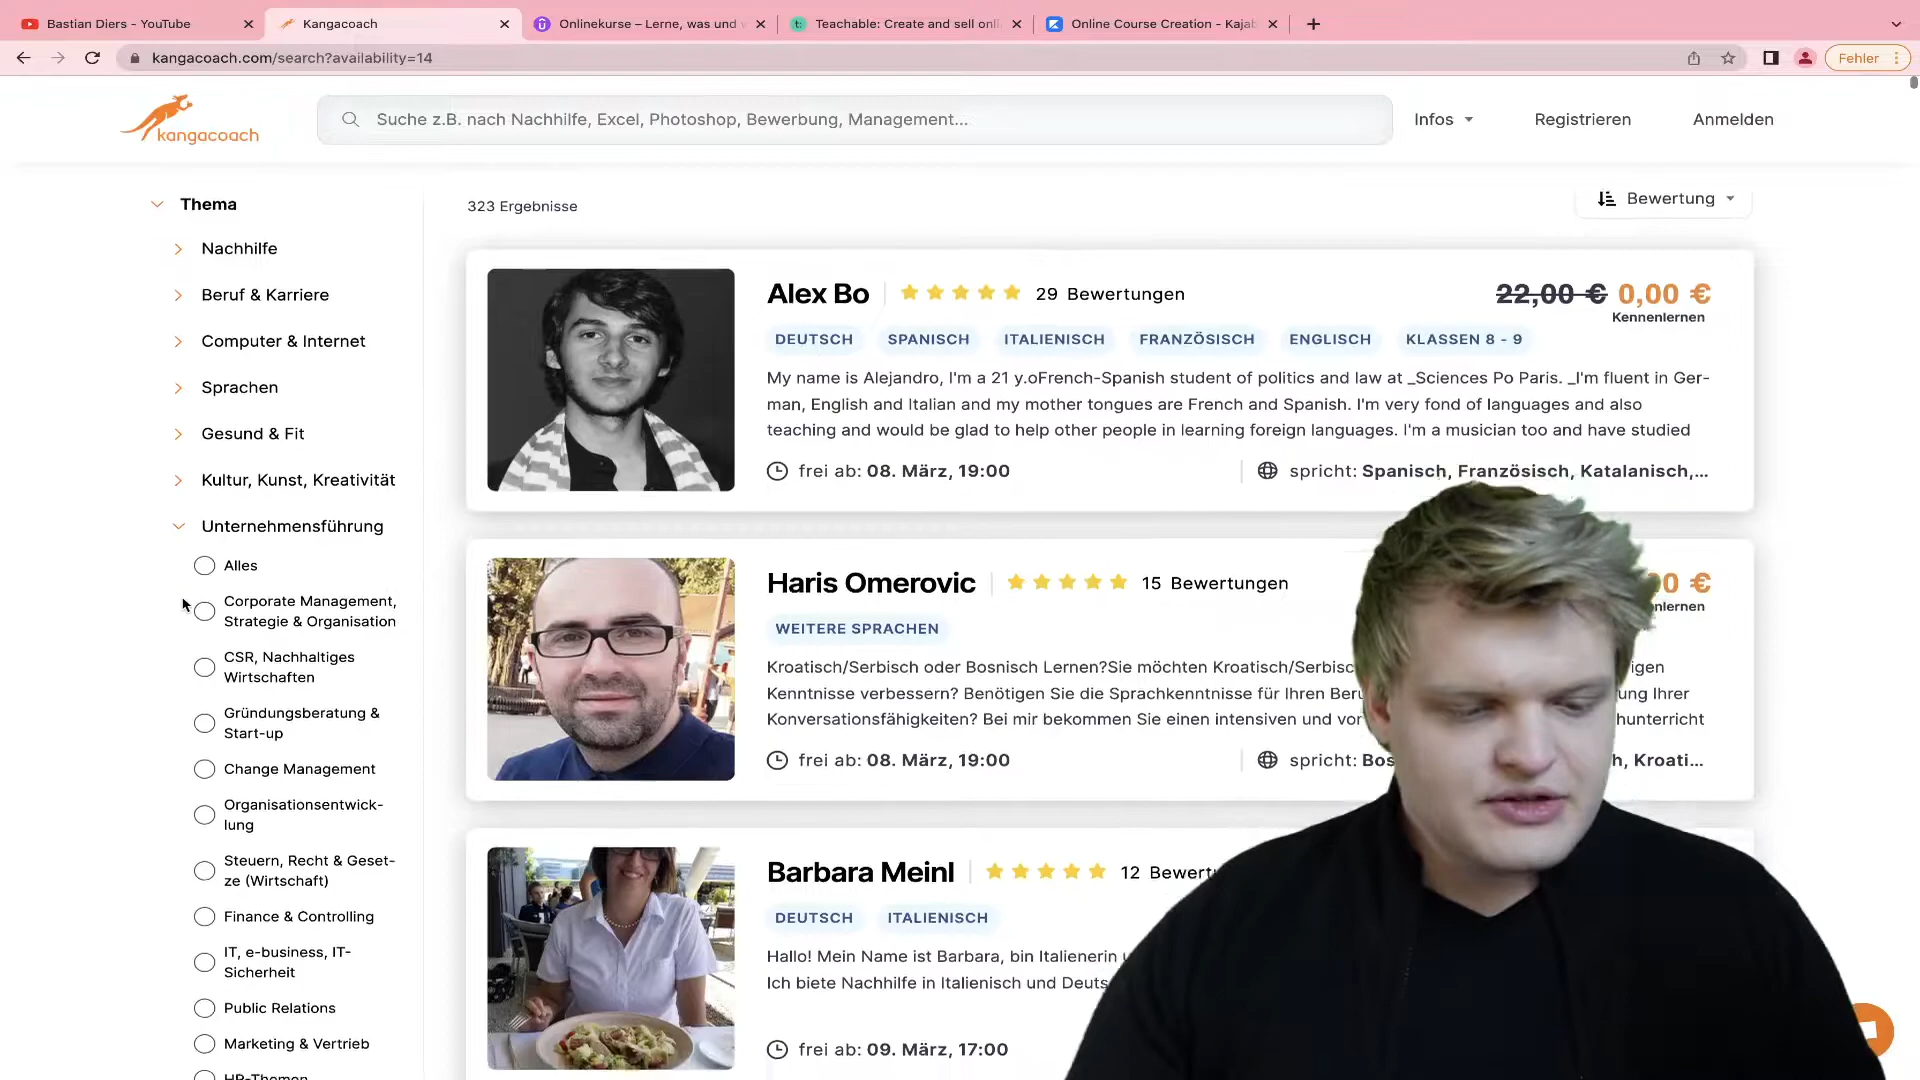 Bastian Diers - YouTube
Kangacoach
Onlinekurse – Lerne, was und
Teachable: Create and sell onli
Online Course Creation - Kajab
kangacoach.com/search?availability=14
Fehler
kangacoach
Suche z.B. nach Nachhilfe, Excel, Photoshop, Bewerbung, Management...
Infos
Registrieren
Anmelden
Thema
Nachhilfe
Beruf & Karriere
Computer & Internet
Sprachen
Gesund & Fit
Kultur, Kunst, Kreativität
Unternehmensführung
Alles
Corporate Management,
Strategie & Organisation
CSR, Nachhaltiges
Wirtschaften
Gründungsberatung &
Start-up
Change Management
Organisationsentwick-
lung
Steuern, Recht & Geset-
ze (Wirtschaft)
Finance & Controlling
IT, e-business, IT-
Sicherheit
Public Relations
Marketing & Vertrieb
HR-Themen
323 Ergebnisse
Bewertung
Alex Bo
29 Bewertungen
22,00 € 0,00 €
Kennenlernen
DEUTSCH SPANISCH ITALIENISCH FRANZÖSISCH ENGLISCH KLASSEN 8 - 9
My name is Alejandro, I'm a 21 y.oFrench-Spanish student of politics and law at _Sciences Po Paris. _I'm fluent in Ger-
man, English and Italian and my mother tongues are French and Spanish. I'm very fond of languages and also
teaching and would be glad to help other people in learning foreign languages. I'm a musician too and have studied
frei ab: 08. März, 19:00
spricht: Spanisch, Französisch, Katalanisch,...
Haris Omerovic
15 Bewertungen
00 €
nlernen
WEITERE SPRACHEN
Kroatisch/Serbisch oder Bosnisch Lernen?Sie möchten Kroatisch/Serbisc igen
Kenntnisse verbessern? Benötigen Sie die Sprachkenntnisse für Ihren Beru ung Ihrer
Konversationsfähigkeiten? Bei mir bekommen Sie einen intensiven und vor hunterricht
frei ab: 08. März, 19:00
spricht: Bos h, Kroati...
Barbara Meinl
12 Bewert
DEUTSCH ITALIENISCH
Hallo! Mein Name ist Barbara, bin Italienerin
Ich biete Nachhilfe in Italienisch und Deuts
frei ab: 09. März, 17:00